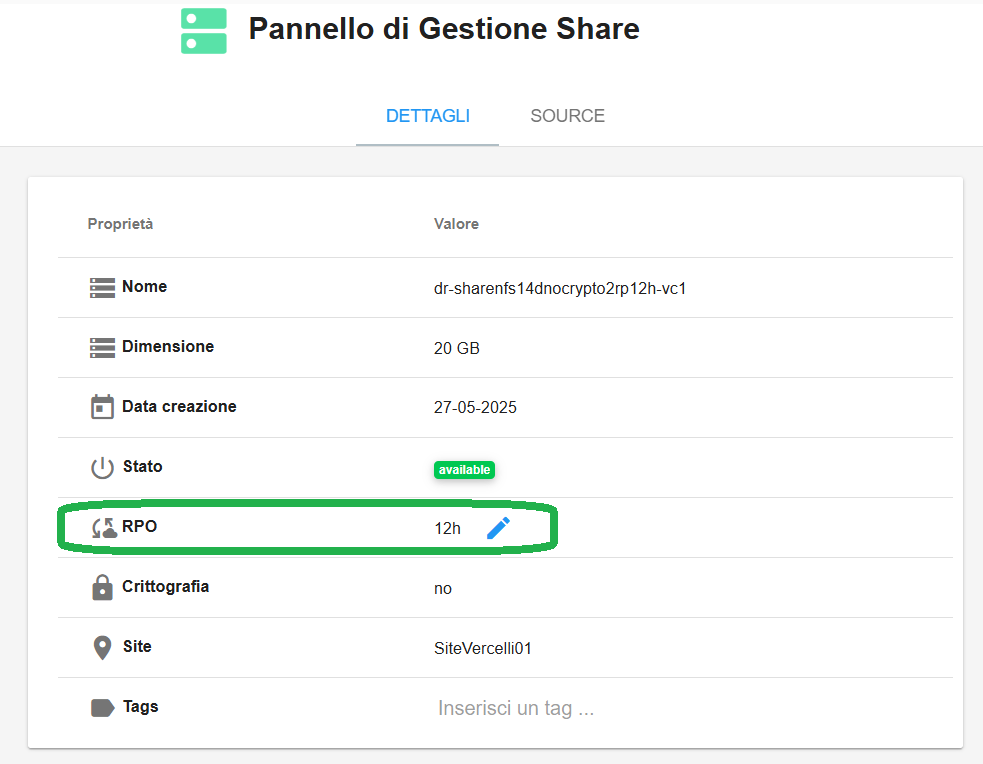 Pannello di Gestione Share
DETTAGLI SOURCE
Proprietà Valore
Nome dr-sharenfs14dnocrypto2rp12h-vc1
Dimensione 20 GB
Data creazione 27-05-2025
Stato available
RPO 12h
Crittografia no
Site SiteVercelli01
Tags Inserisci un tag ...